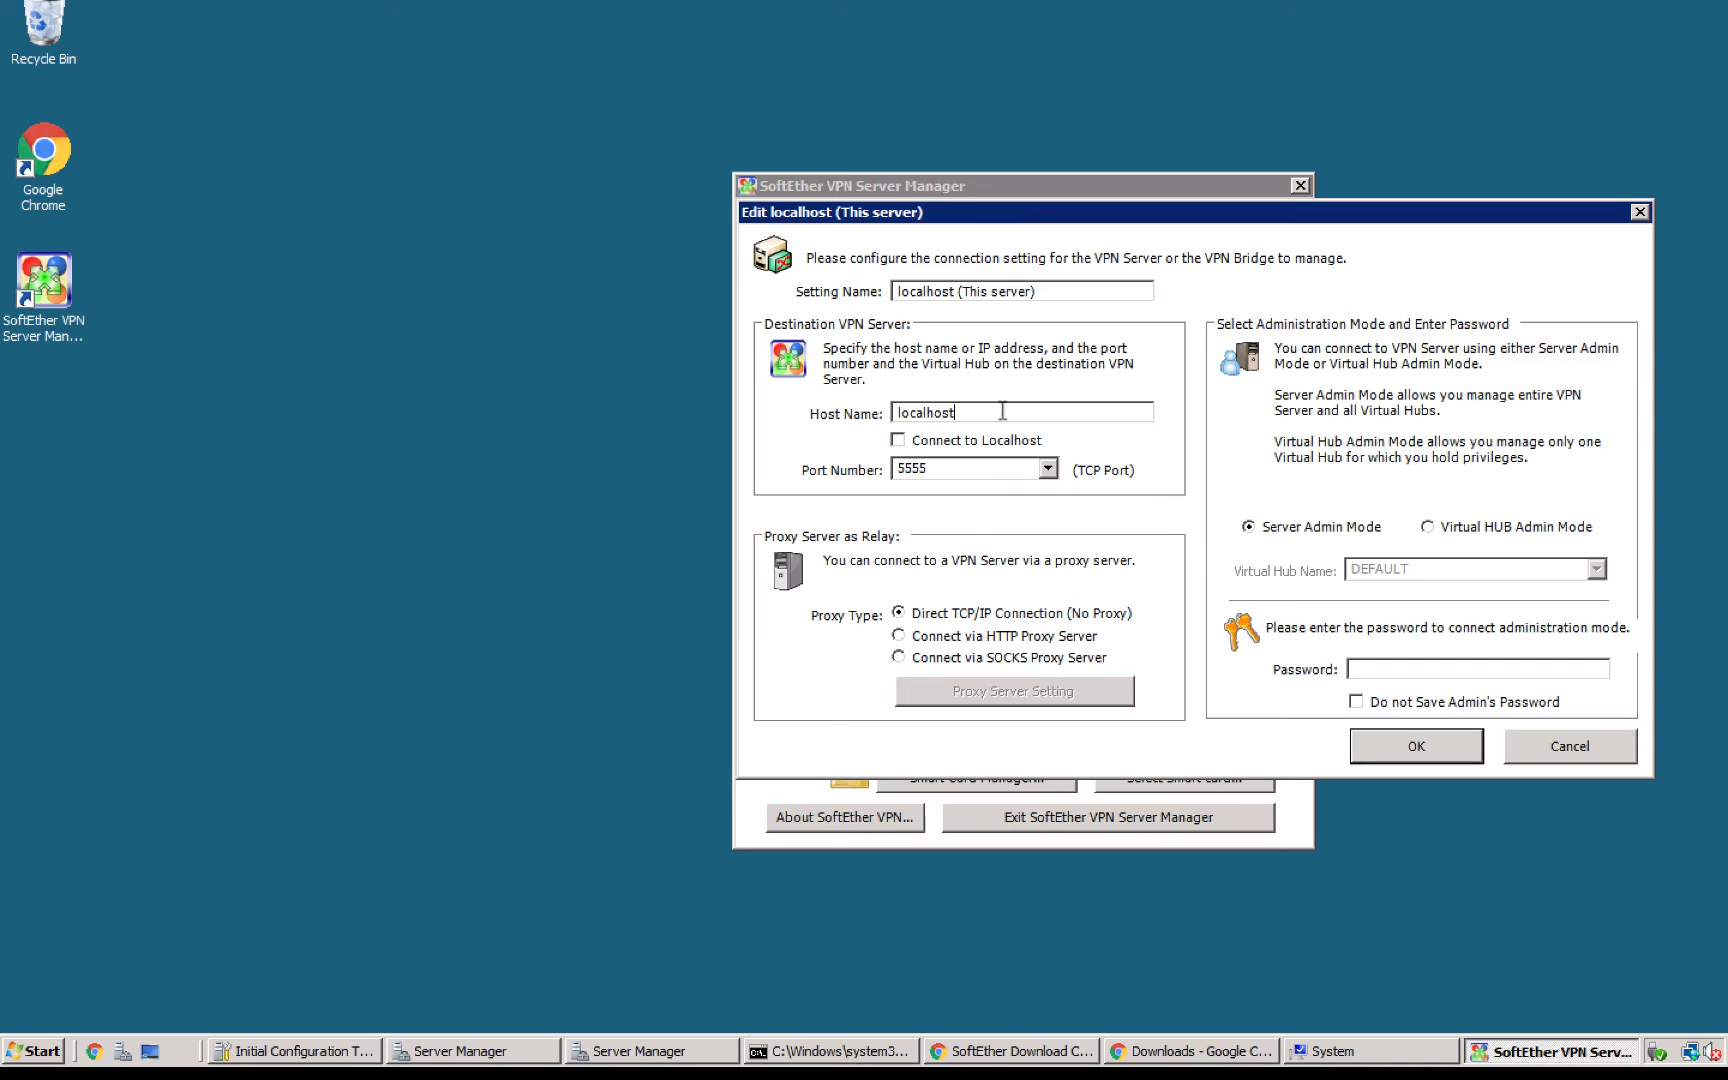 Recycle Bin
Google
Chrome
SoftEther VPN
Server Man...
SoftEther VPN Server Manager
Edit localhost (This server)
Please configure the connection setting for the VPN Server or the VPN Bridge to manage.
Setting Name: localhost (This server)
Destination VPN Server:
Specify the host name or IP address, and the port
number and the Virtual Hub on the destination VPN
Server.
Host Name: localhost
Connect to Localhost
Port Number: 5555 (TCP Port)
Proxy Server as Relay:
You can connect to a VPN Server via a proxy server.
Proxy Type: Direct TCP/IP Connection (No Proxy)
Connect via HTTP Proxy Server
Connect via SOCKS Proxy Server
Proxy Server Setting
Select Administration Mode and Enter Password
You can connect to VPN Server using either Server Admin
Mode or Virtual Hub Admin Mode.
Server Admin Mode allows you manage entire VPN
Server and all Virtual Hubs.
Virtual Hub Admin Mode allows you manage only one
Virtual Hub for which you hold privileges.
Server Admin Mode Virtual HUB Admin Mode
Virtual Hub Name: DEFAULT
Please enter the password to connect administration mode.
Password:
Do not Save Admin's Password
OK Cancel
Smart Card Manager... Select Smart Card...
About SoftEther VPN... Exit SoftEther VPN Server Manager
Start Initial Configuration T... Server Manager Server Manager C:\Windows\system3... SoftEther Download C... Downloads - Google C... System SoftEther VPN Serv...